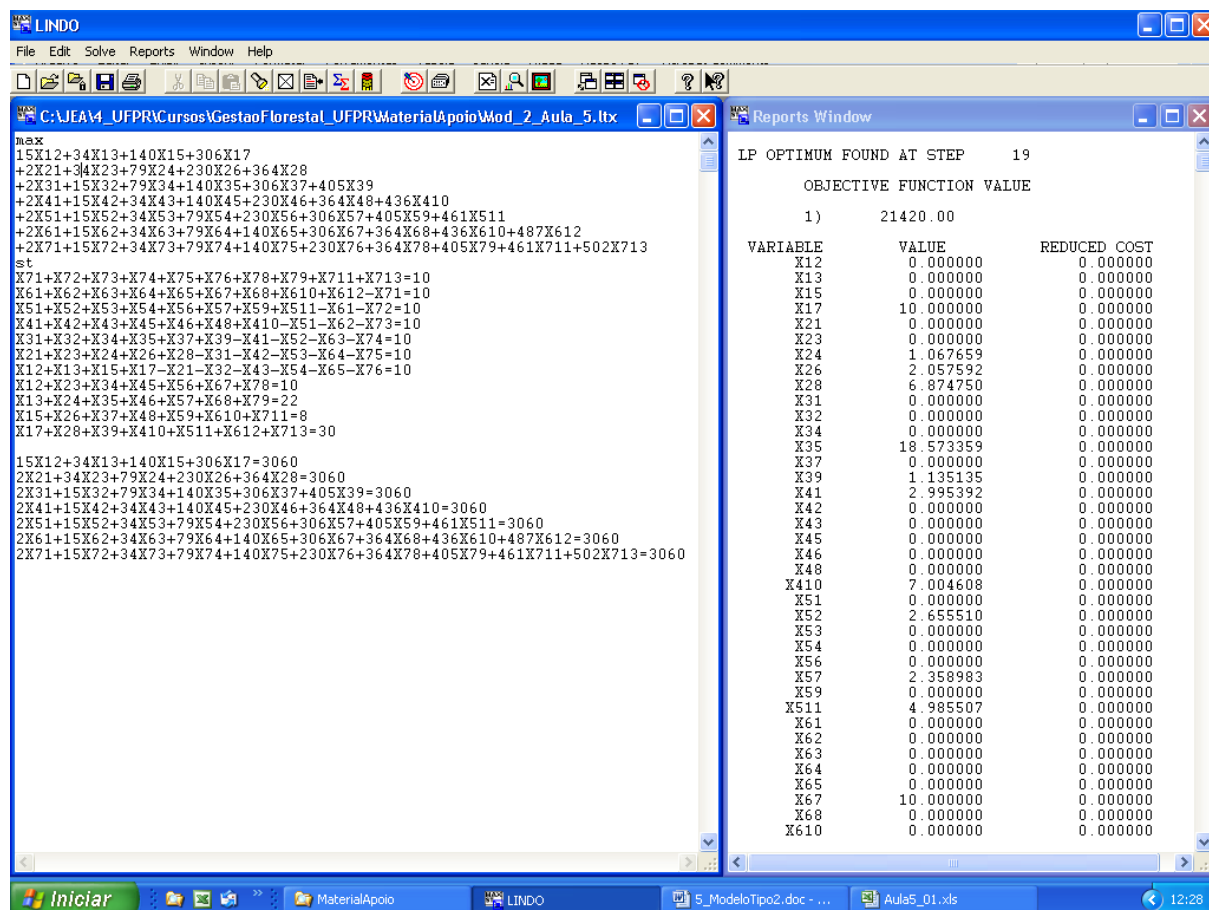 LINDO
File Edit Solve Reports Window Help
C:\JEA\4_UFPR\Cursos\GestaoFlorestal_UFPR\MaterialApoio\Mod_2_Aula_5.ltx
max
15X12+34X13+140X15+306X17
+2X21+34X23+79X24+230X26+364X28
+2X31+15X32+79X34+140X35+306X37+405X39
+2X41+15X42+34X43+140X45+230X46+364X48+436X410
+2X51+15X52+34X53+79X54+230X56+306X57+405X59+461X511
+2X61+15X62+34X63+79X64+140X65+306X67+364X68+436X610+487X612
+2X71+15X72+34X73+79X74+140X75+230X76+364X78+405X79+461X711+502X713
st
X71+X72+X73+X74+X75+X76+X78+X79+X711+X713=10
X61+X62+X63+X64+X65+X67+X68+X610+X612-X71=10
X51+X52+X53+X54+X56+X57+X59+X511-X61-X72=10
X41+X42+X43+X45+X46+X48+X410-X51-X62-X73=10
X31+X32+X34+X35+X37+X39-X41-X52-X63-X74=10
X21+X23+X24+X26+X28-X31-X42-X53-X64-X75=10
X12+X13+X15+X17-X21-X32-X43-X54-X65-X76=10
X12+X23+X34+X45+X56+X67+X78=10
X13+X24+X35+X46+X57+X68+X79=22
X15+X26+X37+X48+X59+X610+X711=8
X17+X28+X39+X410+X511+X612+X713=30
15X12+34X13+140X15+306X17=3060
2X21+34X23+79X24+230X26+364X28=3060
2X31+15X32+79X34+140X35+306X37+405X39=3060
2X41+15X42+34X43+140X45+230X46+364X48+436X410=3060
2X51+15X52+34X53+79X54+230X56+306X57+405X59+461X511=3060
2X61+15X62+34X63+79X64+140X65+306X67+364X68+436X610+487X612=3060
2X71+15X72+34X73+79X74+140X75+230X76+364X78+405X79+461X711+502X713=3060
Reports Window
LP OPTIMUM FOUND AT STEP 19
OBJECTIVE FUNCTION VALUE
1) 21420.00
VARIABLE VALUE REDUCED COST
X12 0.000000 0.000000
X13 0.000000 0.000000
X15 0.000000 0.000000
X17 10.000000 0.000000
X21 0.000000 0.000000
X23 0.000000 0.000000
X24 1.067659 0.000000
X26 2.057592 0.000000
X28 6.874750 0.000000
X31 0.000000 0.000000
X32 0.000000 0.000000
X34 0.000000 0.000000
X35 18.573359 0.000000
X37 0.000000 0.000000
X39 1.135135 0.000000
X41 2.995392 0.000000
X42 0.000000 0.000000
X43 0.000000 0.000000
X45 0.000000 0.000000
X46 0.000000 0.000000
X48 0.000000 0.000000
X410 7.004608 0.000000
X51 0.000000 0.000000
X52 2.655510 0.000000
X53 0.000000 0.000000
X54 0.000000 0.000000
X56 0.000000 0.000000
X57 2.358983 0.000000
X59 0.000000 0.000000
X511 4.985507 0.000000
X61 0.000000 0.000000
X62 0.000000 0.000000
X63 0.000000 0.000000
X64 0.000000 0.000000
X65 0.000000 0.000000
X67 10.000000 0.000000
X68 0.000000 0.000000
X610 0.000000 0.000000
Iniciar MaterialApoio LINDO 5_ModeloTipo2.doc - ... Aula5_01.xls 12:28